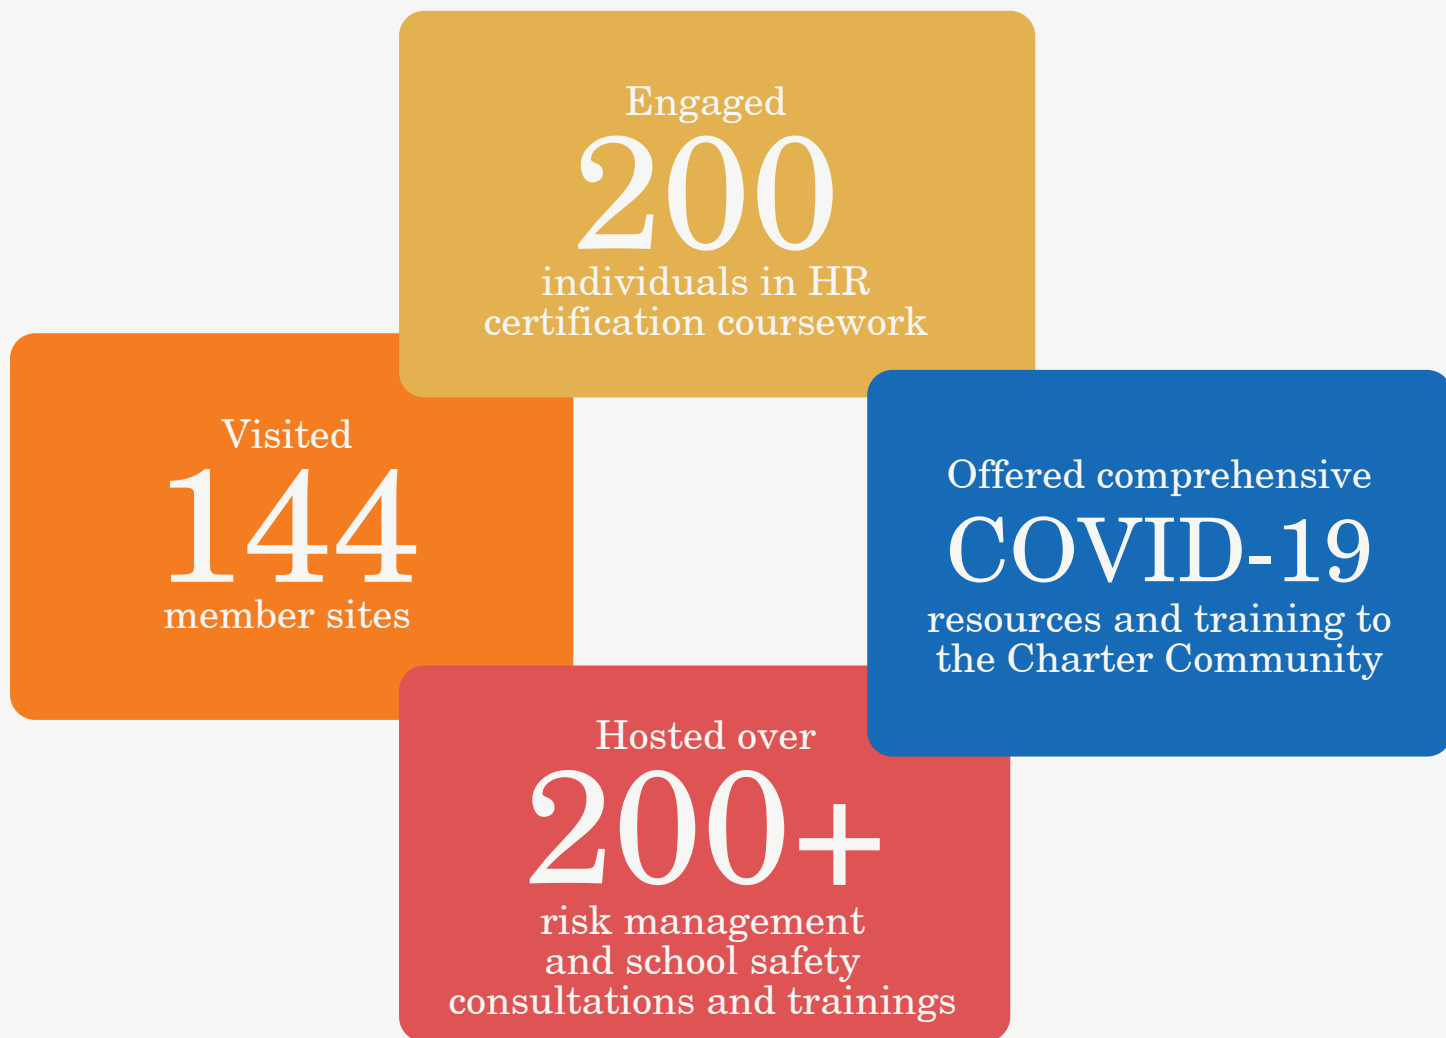 Engaged
200
individuals in HR
certification coursework
Visited
144
member sites
Offered comprehensive
COVID-19
resources and training to
the Charter Community
Hosted over
200+
risk management
and school safety
consultations and trainings